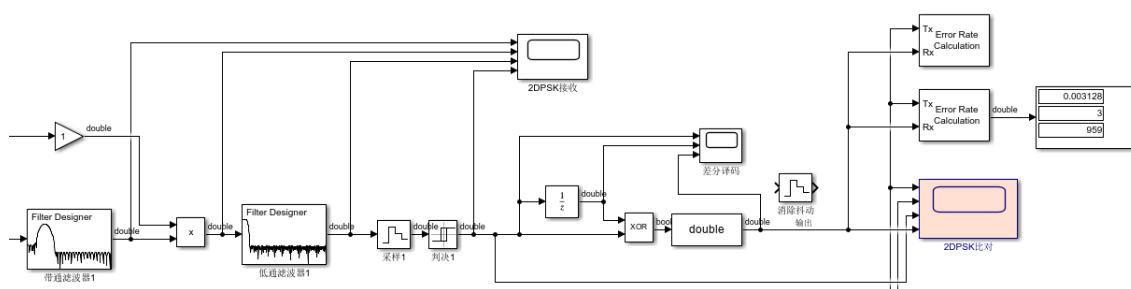 Tx
Rx
Error Rate
Calculation
2DPSK接收
Tx
Rx
Error Rate
Calculation
double
0.003128
3
959
1
double
差分译码
1
z
double
消除抖动
输出
Filter Designer
double
带通滤波器1
x
double
Filter Designer
double
低通滤波器1
double
采样1
double
判决1
XOR
bool
double
double
2DPSK比对